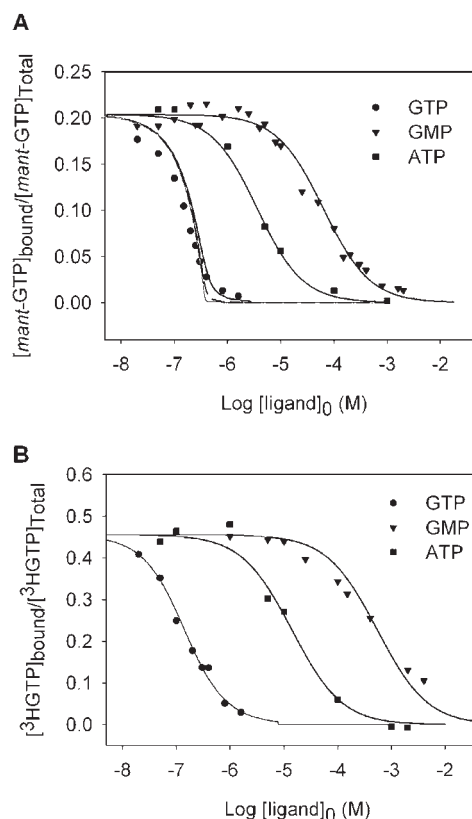 A
0.25
0.20
0.15
0.10
0.05
0.00
[mant-GTP]bound/[mant-GTP]Total
GTP
GMP
ATP
-8 -7 -6 -5 -4 -3 -2
Log [ligand]0 (M)
B
0.6
0.5
0.4
0.3
0.2
0.1
0.0
[3HGTP]bound/[3HGTP]Total
GTP
GMP
ATP
-8 -7 -6 -5 -4 -3 -2
Log [ligand]0 (M)